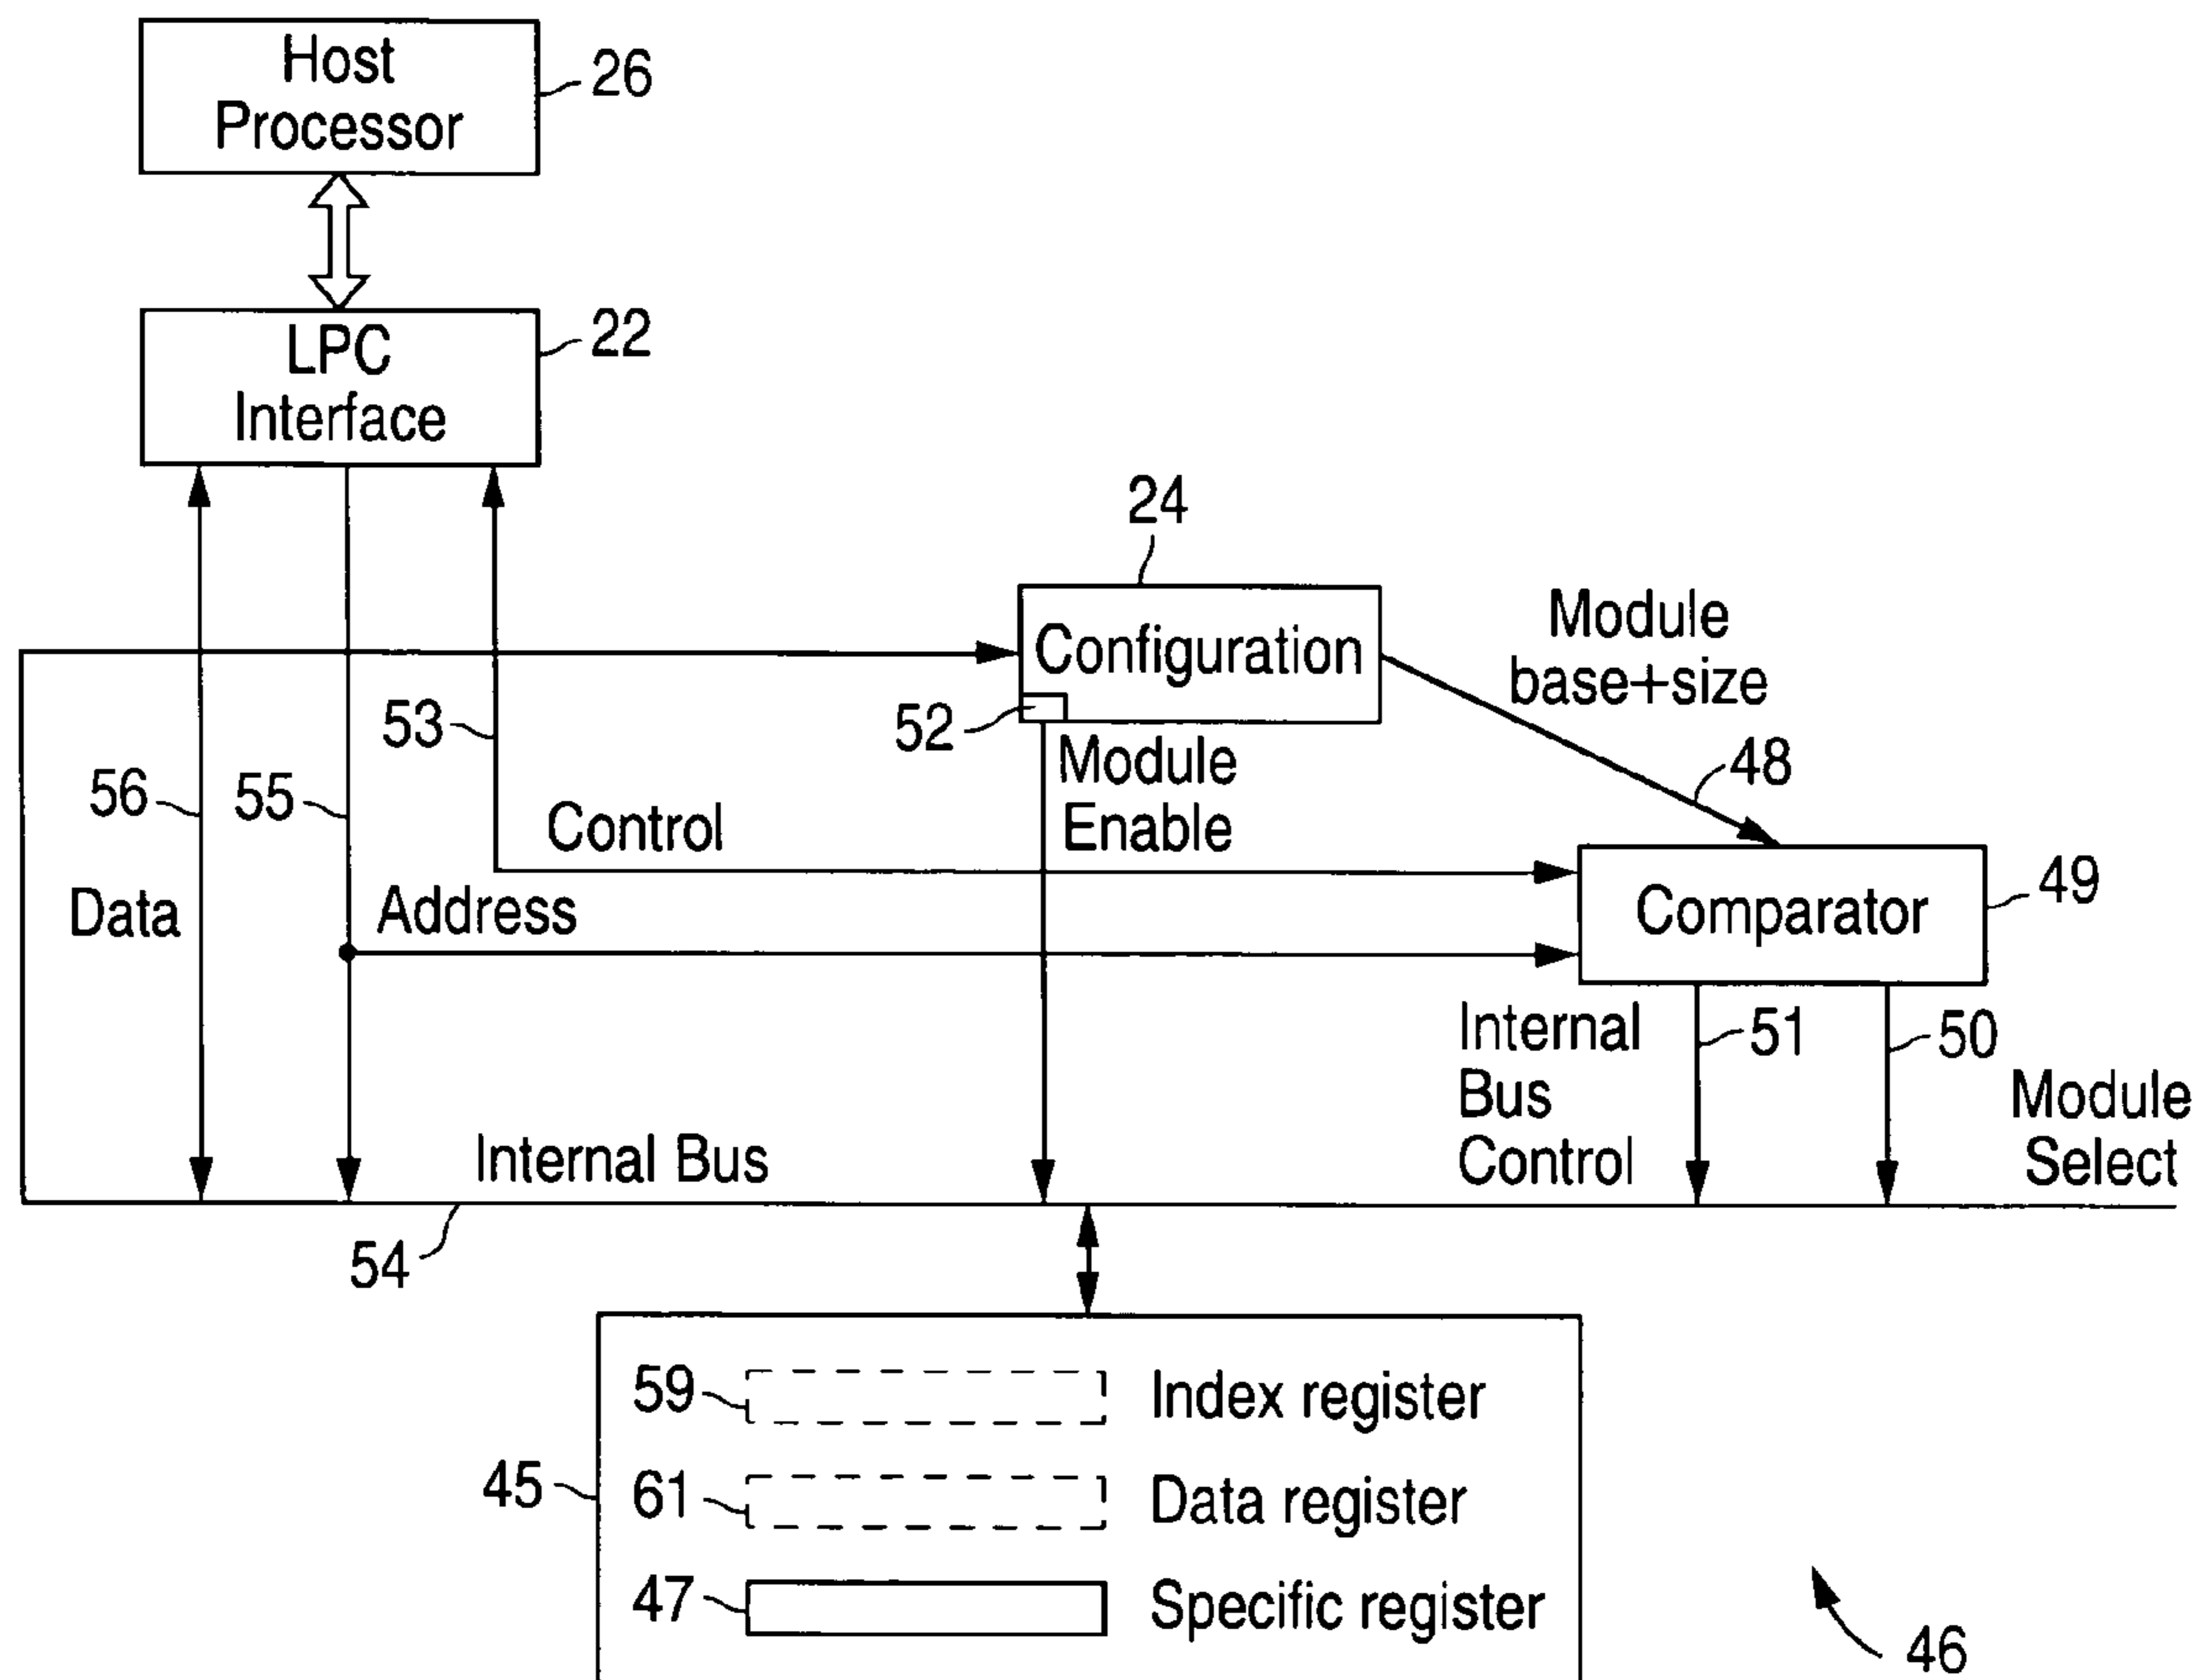 Host
Processor
26
LPC
Interface
22
24
Configuration
Module
base+size
53
52
Module
Enable
48
56
55
Control
Data
Address
Comparator
49
Internal
Bus
Control
51
50
Module
Select
Internal Bus
54
59
Index register
45
61
Data register
47
Specific register
46